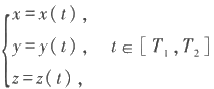 x=x(t),
y=y(t), t∈[T₁,T₂]
z=z(t),